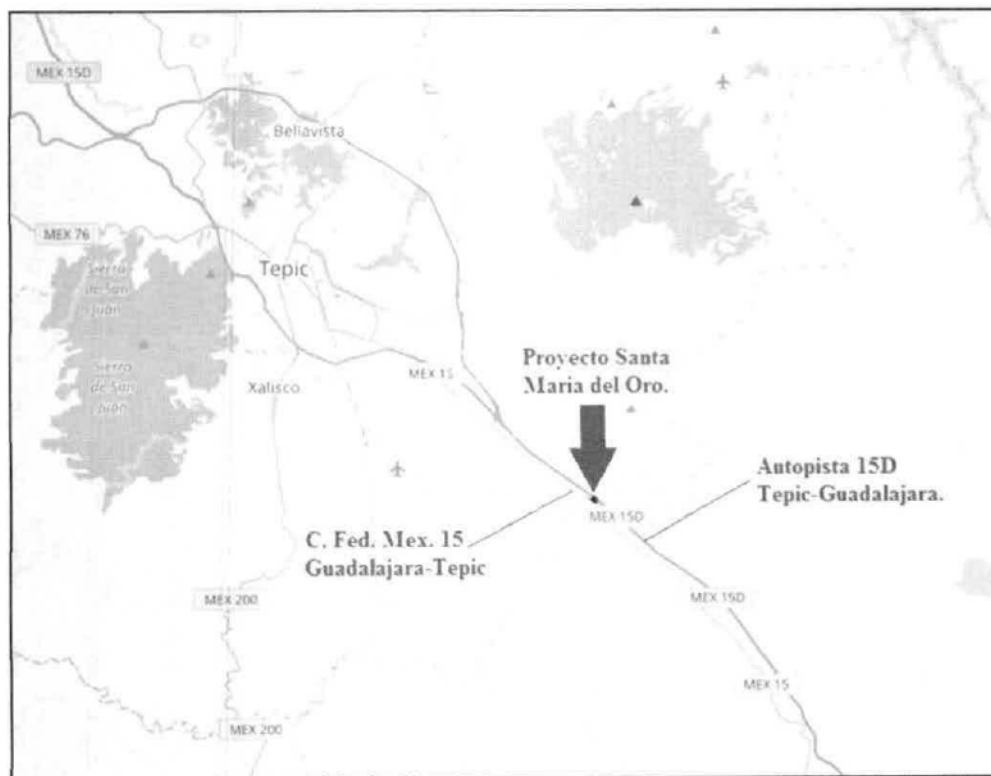 MEX 15D
Bellavista
MEX 76
Sierra
de San
Juan
Tepic
Sierra
de San
Juan
Xalisco
MEX 15
Proyecto Santa
Maria del Oro.
Autopista 15D
Tepic-Guadalajara.
MEX 15D
C. Fed. Mex. 15
Guadalajara-Tepic
MEX 200
MEX 15D
MEX 15
MEX 200